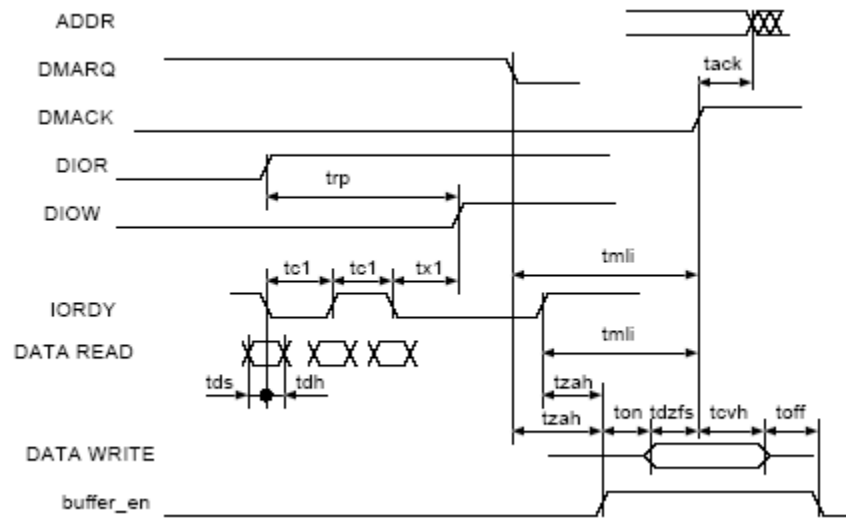 ADDR
tack
DMARQ
DMACK
DIOR
trp
DIOW
tc1 tc1 tx1 tmli
IORDY
tmli
DATA READ
tds tdh tzah
tzah ton tdzfs tcvh toff
DATA WRITE
buffer_en